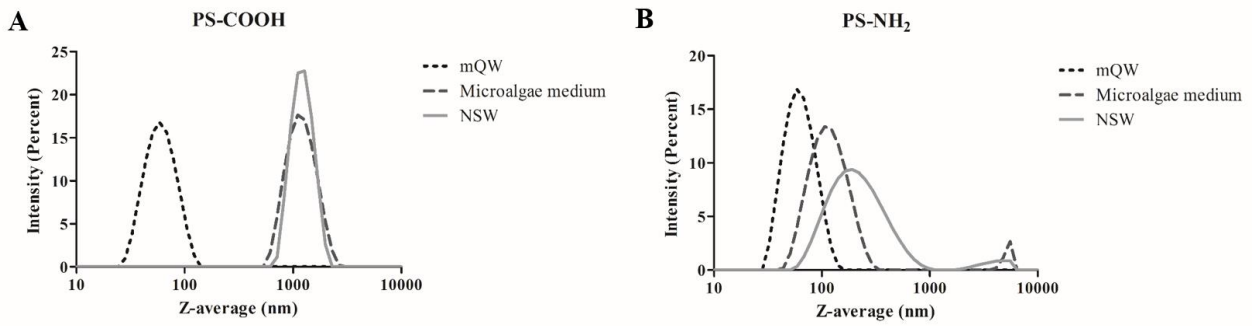 A
PS-COOH
25
20
15
10
5
0
Intensity (Percent)
10
100
1000
10000
Z-average (nm)
mQW
Microalgae medium
NSW
B
PS-NH₂
20
15
10
5
0
Intensity (Percent)
10
100
1000
10000
Z-average (nm)
mQW
Microalgae medium
NSW